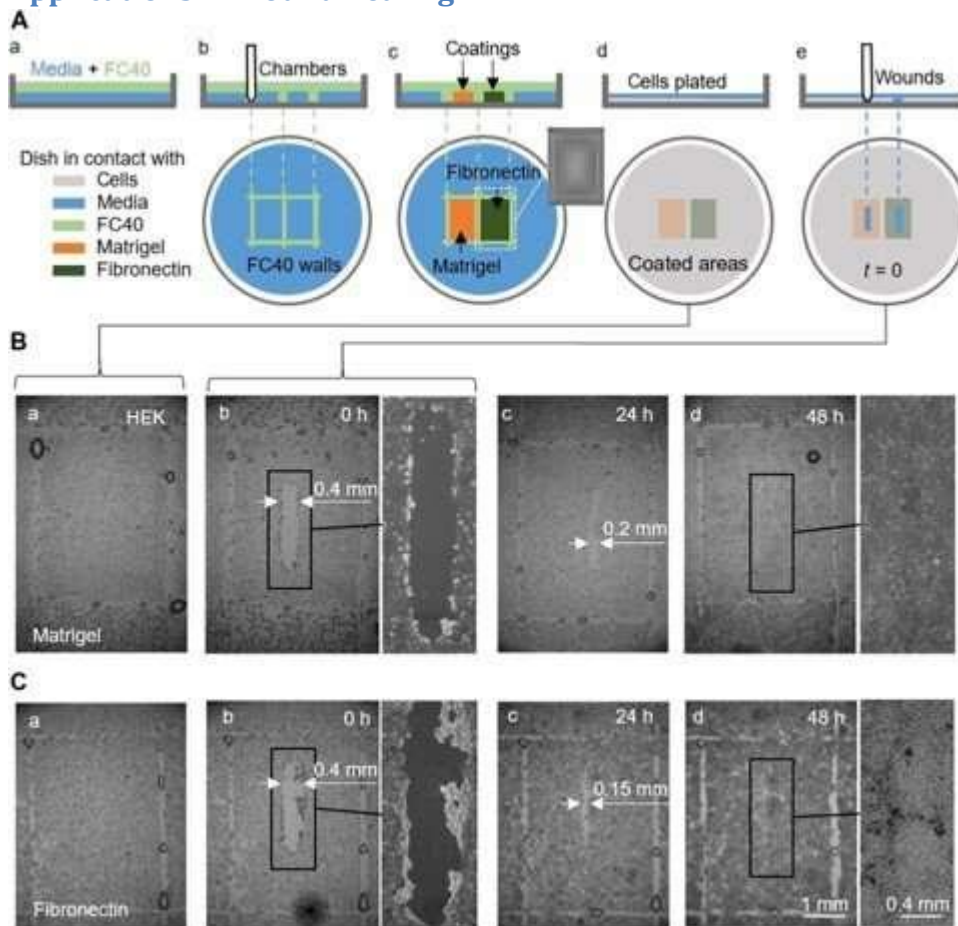 A
a
b
c
d
e
Media + FC40
Chambers
Coatings
Cells plated
Wounds
Dish in contact with
Cells
Media
FC40
Matrigel
Fibronectin
FC40 walls
Fibronectin
Matrigel
Coated areas
t = 0
B
a
HEK
Matrigel
b
0 h
0.4 mm
c
24 h
0.2 mm
d
48 h
C
a
Fibronectin
b
0 h
0.4 mm
c
24 h
0.15 mm
d
48 h
1 mm
0.4 mm